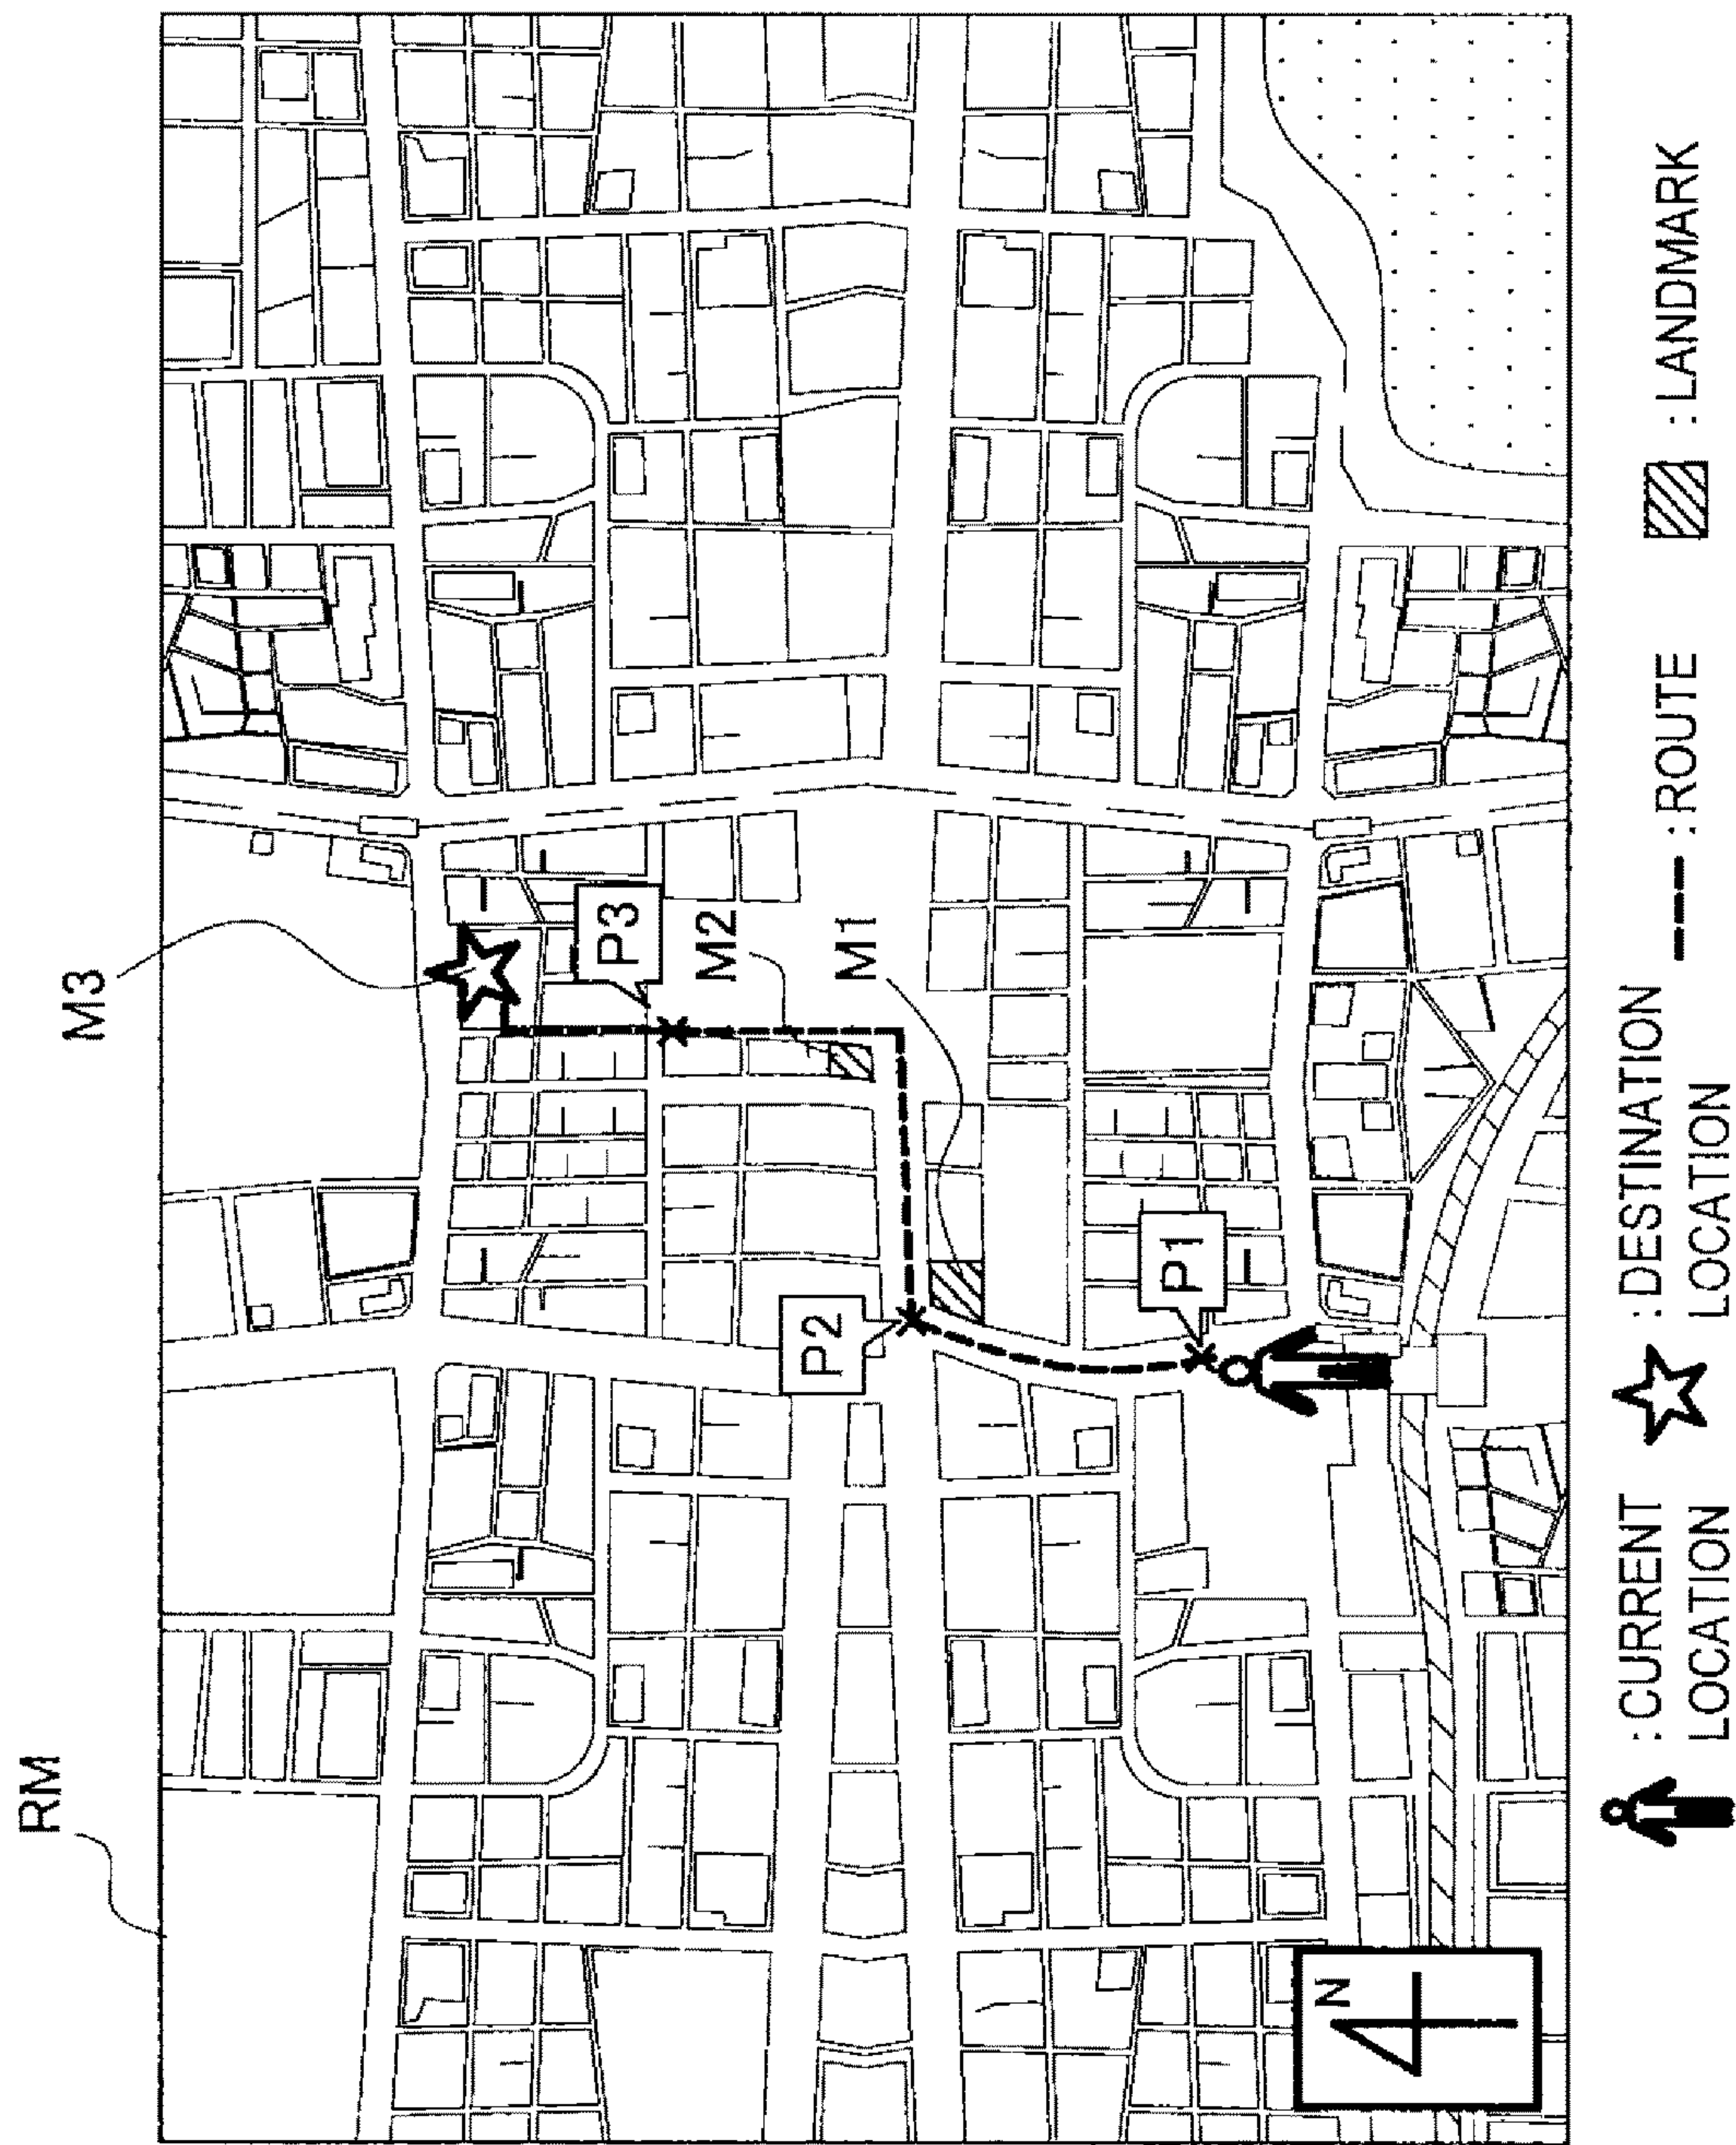 RM
M3
P3
M2
M1
P2
P1
N
:CURRENT
LOCATION
:DESTINATION
LOCATION
:ROUTE
:LANDMARK